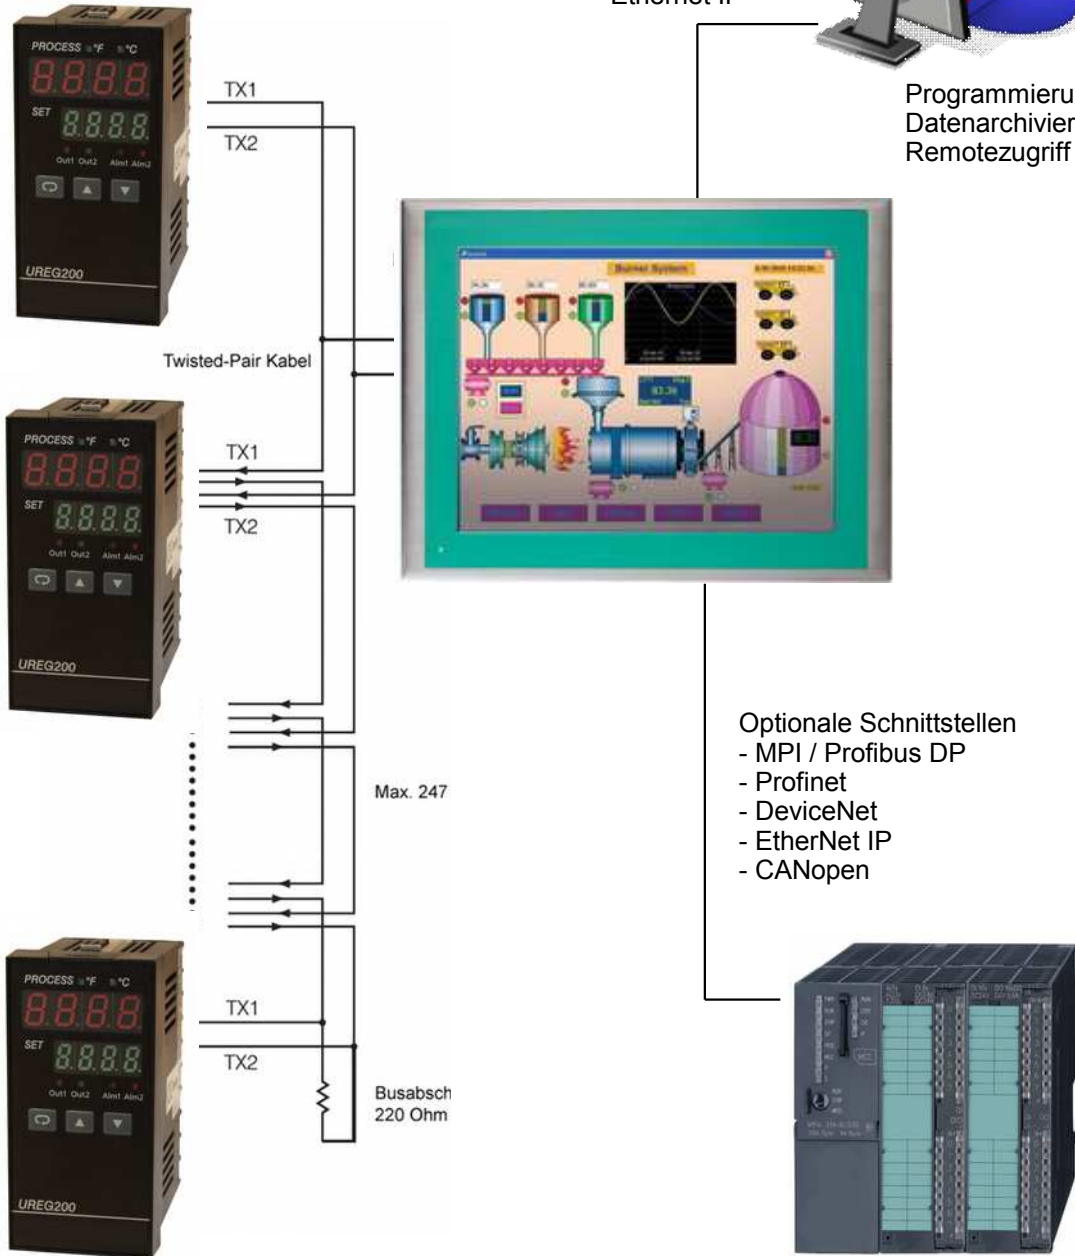 Ethernet IP
Programmieru
Datenarchivier
Remotezugriff
PROCESS °F °C
8.8.8.8
SET
8.8.8.8.
Out1 Out2 Alm1 Alm2
UREG200
TX1
TX2
Burner System
Twisted-Pair Kabel
83.34
PROCESS °F °C
8.8.8.8
SET
8.8.8.8.
Out1 Out2 Alm1 Alm2
UREG200
TX1
TX2
Max. 247
Optionale Schnittstellen
- MPI / Profibus DP
- Profinet
- DeviceNet
- EtherNet IP
- CANopen
PROCESS °F °C
8.8.8.8
SET
8.8.8.8.
Out1 Out2 Alm1 Alm2
UREG200
TX1
TX2
Busabsch
220 Ohm